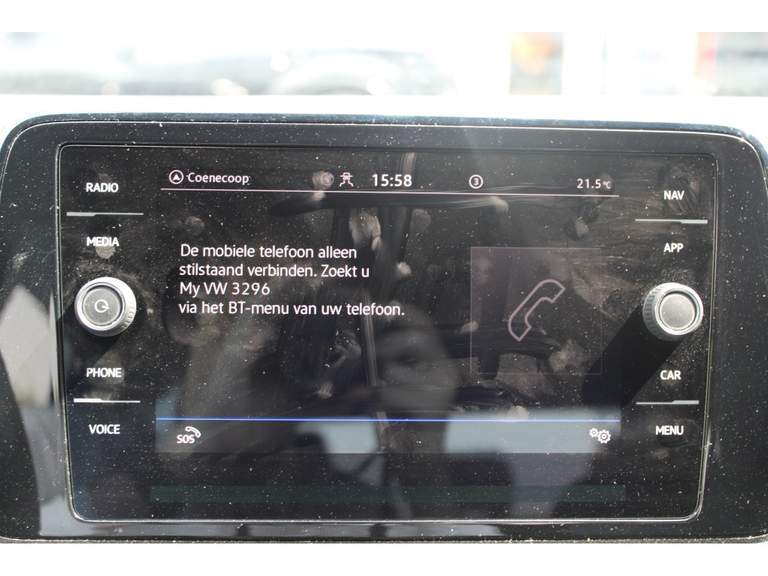 RADIO
Coenecoop
15:58
3
21.5°C
NAV
MEDIA
APP
De mobiele telefoon alleen
stilstaand verbinden. Zoekt u
My VW 3296
via het BT-menu van uw telefoon.
PHONE
CAR
VOICE
SOS
MENU